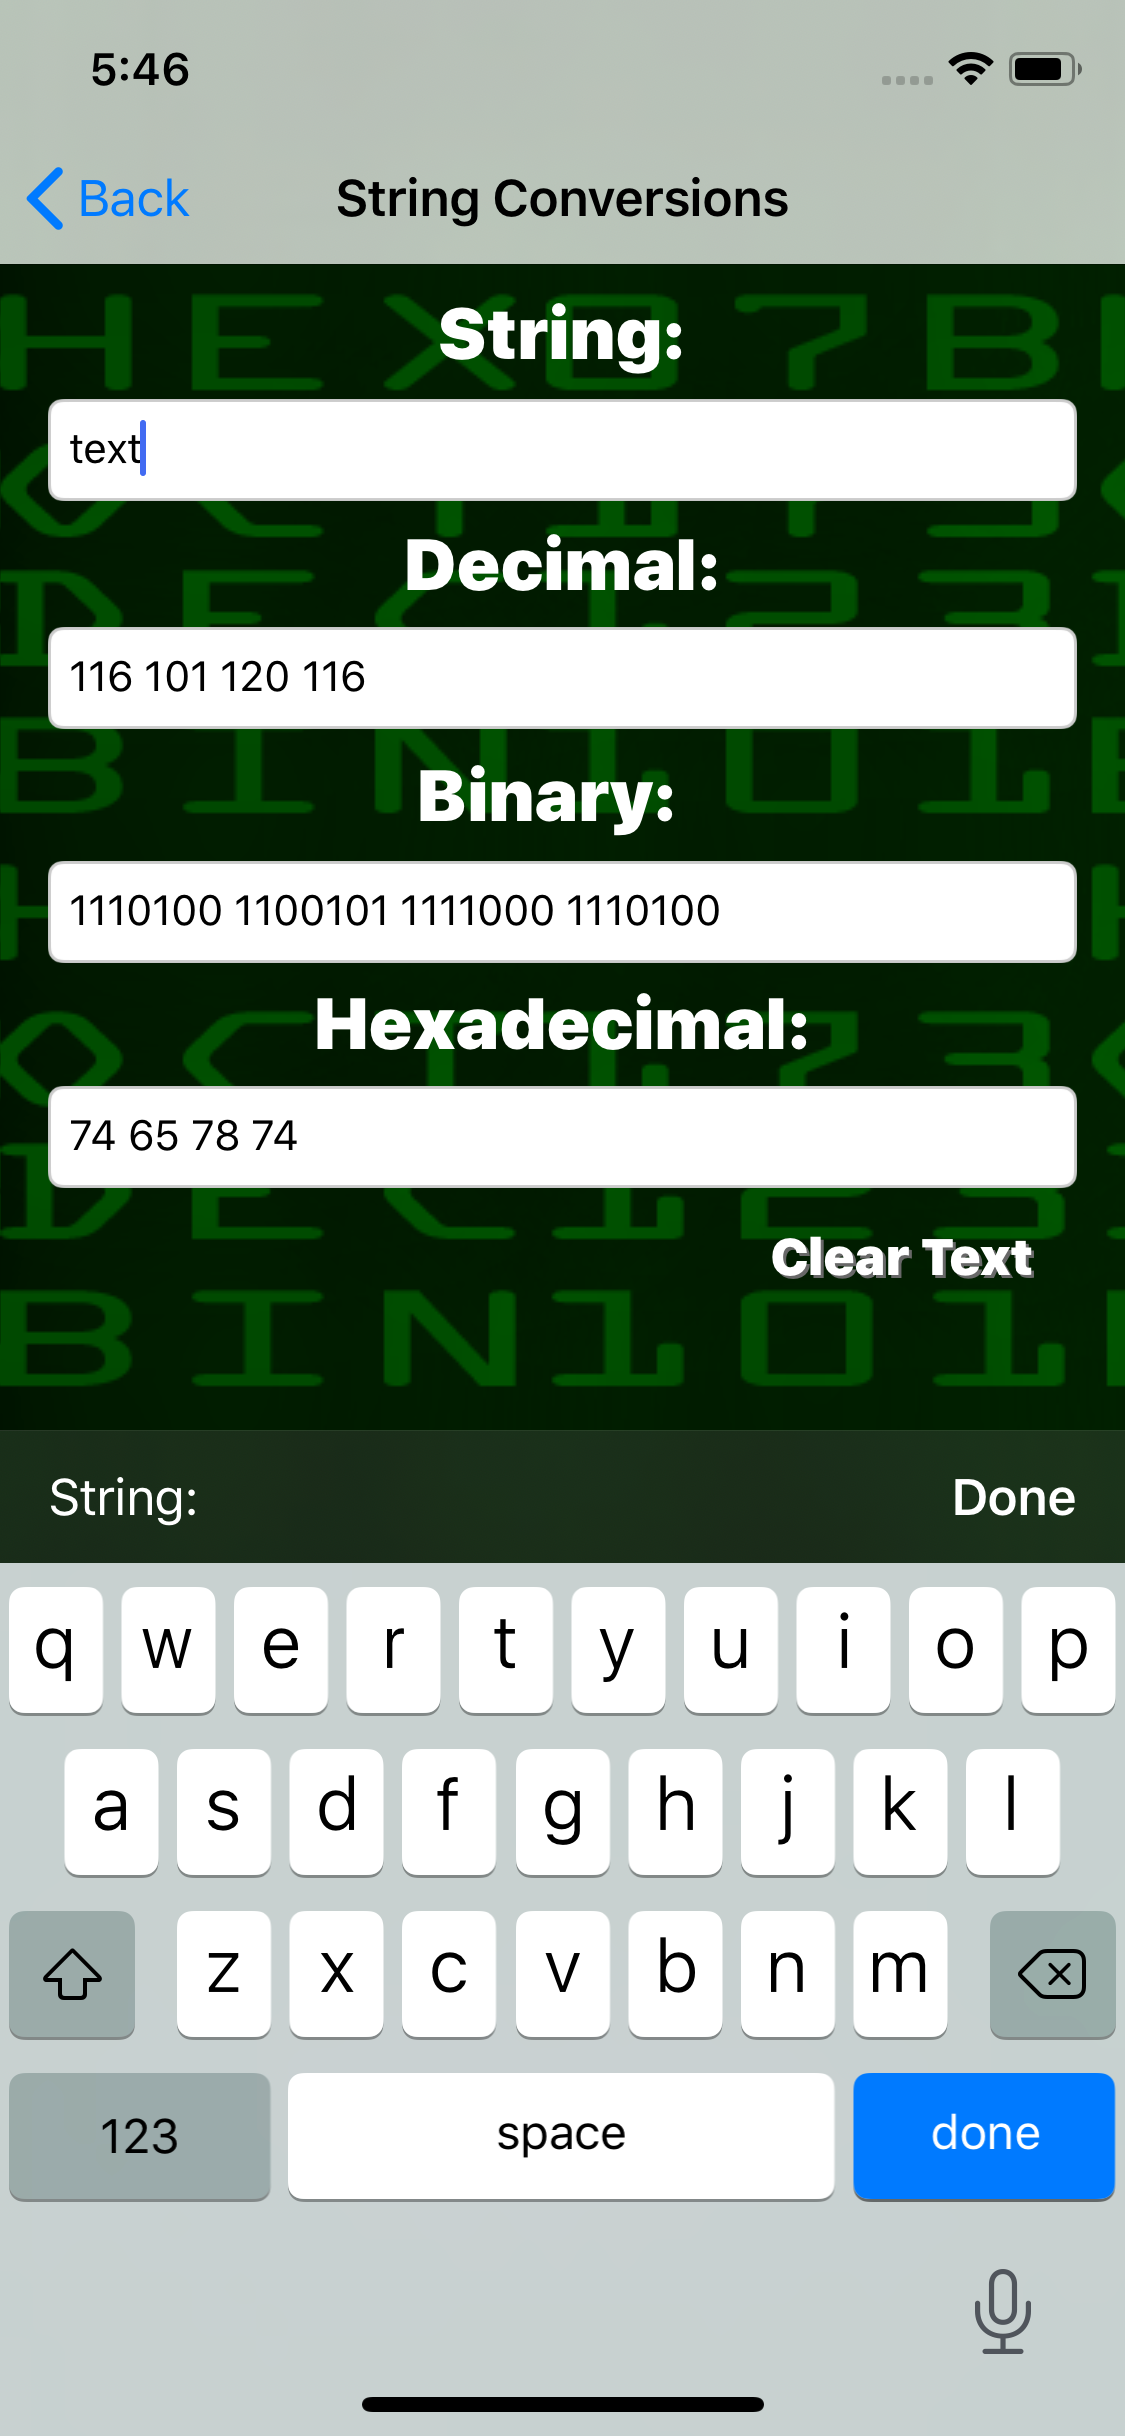 5:46
Back
String Conversions
String:
text
Decimal:
116 101 120 116
Binary:
1110100 1100101 1111000 1110100
Hexadecimal:
74 65 78 74
Clear Text
String:
Done
q w e r t y u i o p
a s d f g h j k l
z x c v b n m
123
space
done